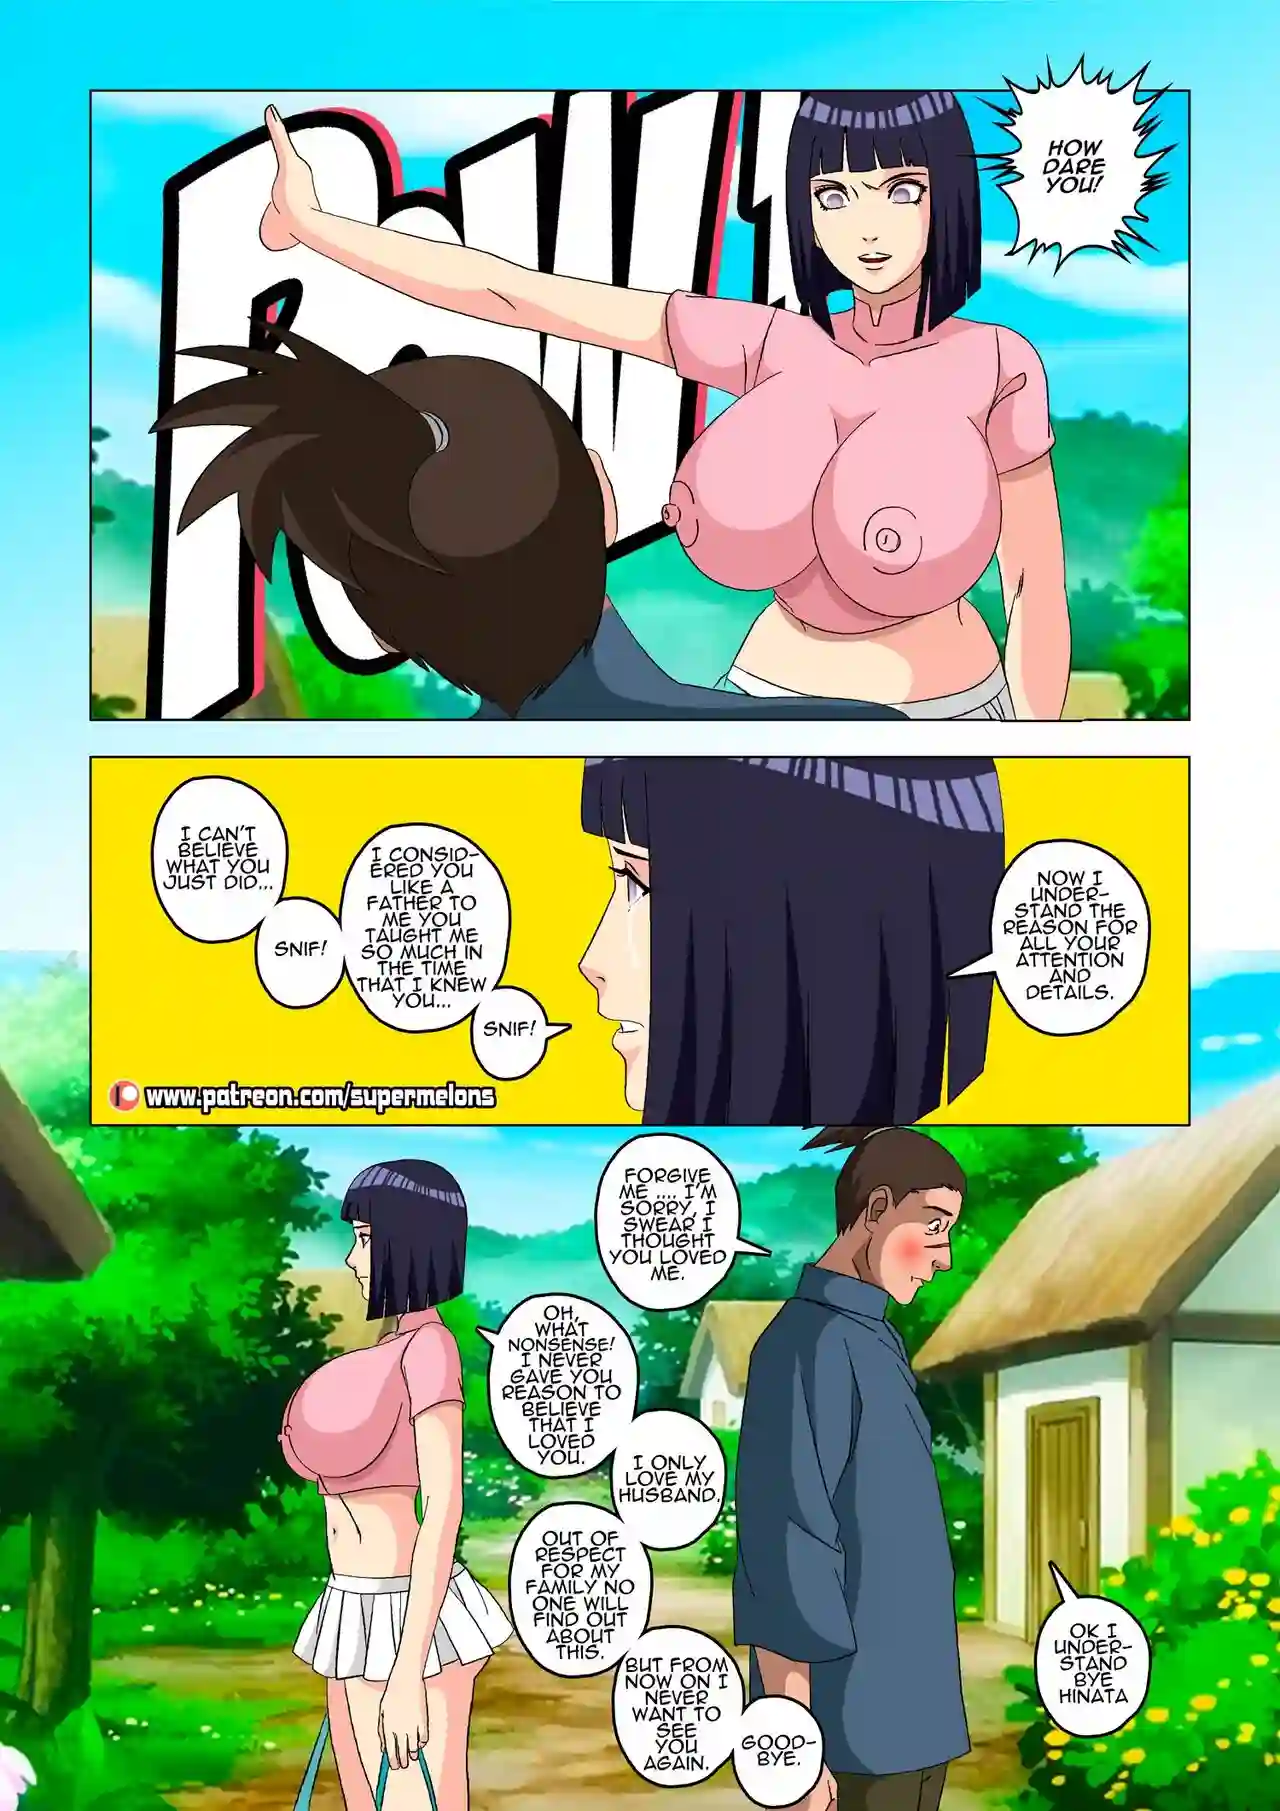 HOW
DARE
YOU!
POW!
I CAN'T
BELIEVE
WHAT YOU
JUST DID...
SNIF!
I CONSID-
ERED YOU
LIKE A
FATHER TO
ME YOU
TAUGHT ME
SO MUCH IN
THE TIME
THAT I KNEW
YOU...
SNIF!
NOW I
UNDER-
STAND THE
REASON FOR
ALL YOUR
ATTENTION
AND
DETAILS.
www.patreon.com/supermelons
FORGIVE
ME .... I'M
SORRY, I
SWEAR I
THOUGHT
YOU LOVED
ME.
OH,
WHAT
NONSENSE!
I NEVER
GAVE YOU
REASON TO
BELIEVE
THAT I
LOVED
YOU.
I ONLY
LOVE MY
HUSBAND.
OUT OF
RESPECT
FOR MY
FAMILY NO
ONE WILL
FIND OUT
ABOUT
THIS.
BUT FROM
NOW ON I
NEVER
WANT TO
SEE
YOU
AGAIN.
GOOD-
BYE.
OK I
UNDER-
STAND
BYE
HINATA